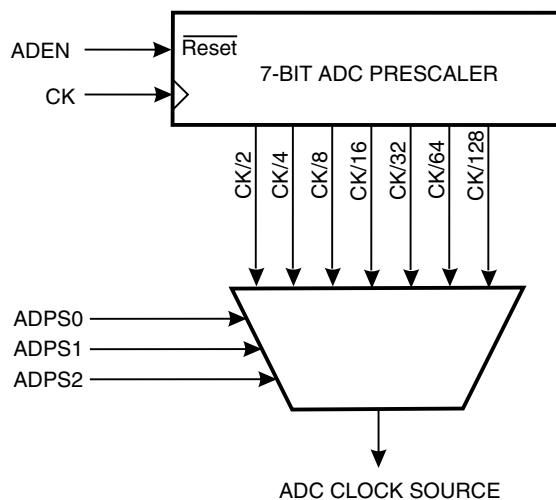 ADEN
Reset
7-BIT ADC PRESCALER
CK
CK/2
CK/4
CK/8
CK/16
CK/32
CK/64
CK/128
ADPS0
ADPS1
ADPS2
ADC CLOCK SOURCE